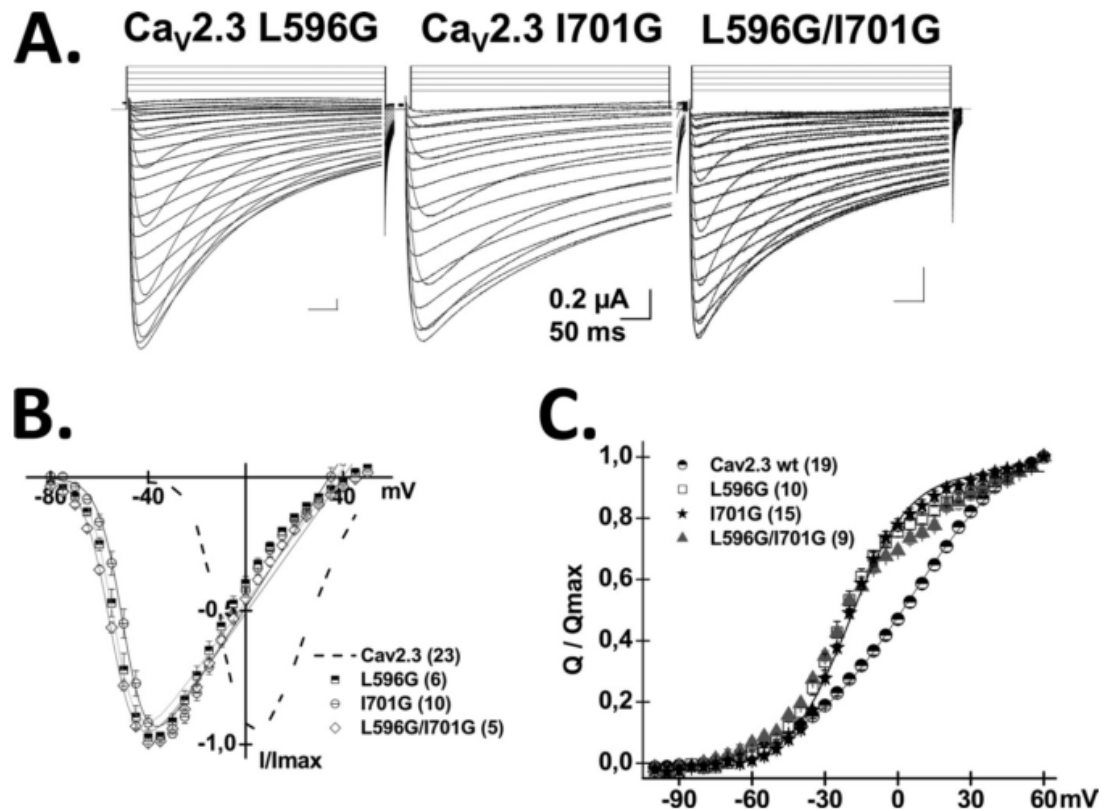 A.
CaV2.3 L596G
CaV2.3 I701G
L596G/I701G
0.2 µA
50 ms
B.
-80
-40
40
mV
-0,5
-1,0
I/Imax
Cav2.3 (23)
L596G (6)
I701G (10)
L596G/I701G (5)
C.
1,0
0,8
0,6
0,4
0,2
0,0
Q / Qmax
Cav2.3 wt (19)
L596G (10)
I701G (15)
L596G/I701G (9)
-90
-60
-30
0
30
60
mV